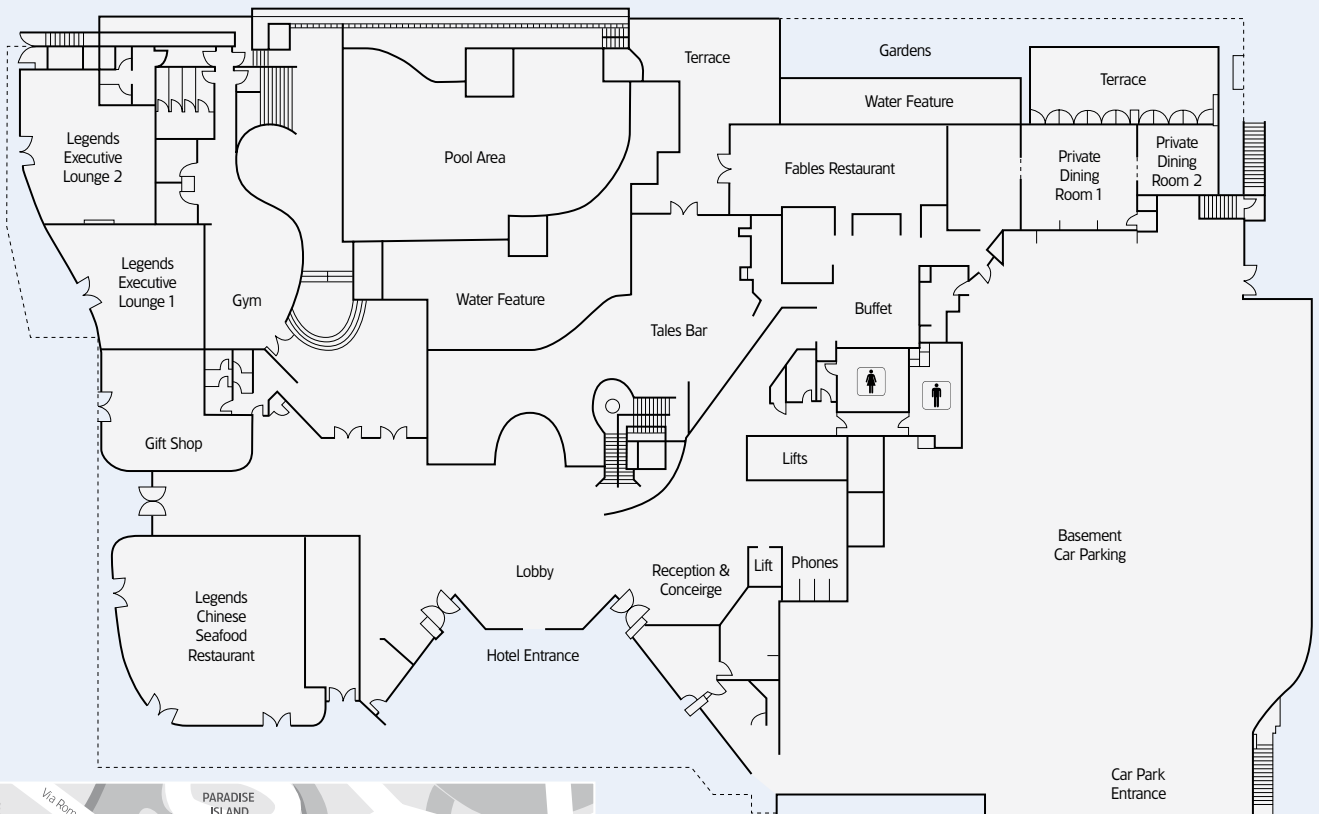 Terrace
Gardens
Terrace
Water Feature
Legends
Executive
Lounge 2
Pool Area
Fables Restaurant
Private
Dining
Room 1
Private
Dining
Room 2
Legends
Executive
Lounge 1
Gym
Water Feature
Tales Bar
Buffet
Gift Shop
Lifts
Basement
Car Parking
Lobby
Reception &
Conceirge
Lift
Phones
Legends
Chinese
Seafood
Restaurant
Hotel Entrance
Car Park
Entrance
Via Rom
PARADISE
ISLAND